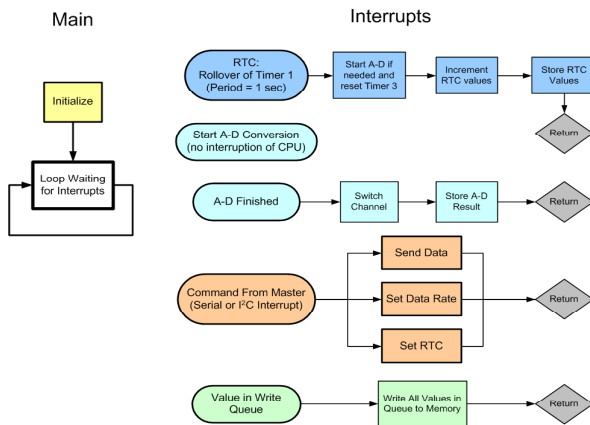 Main
Interrupts
Initialize
Loop Waiting
for Interrupts
RTC:
Rollover of Timer 1
(Period = 1 sec)
Start A-D if
needed and
reset Timer 3
Increment
RTC values
Store RTC
Values
Return
Start A-D Conversion
(no interruption of CPU)
A-D Finished
Switch
Channel
Store A-D
Result
Return
Command From Master
(Serial or I²C Interrupt)
Send Data
Set Data Rate
Set RTC
Return
Value in Write
Queue
Write All Values in
Queue to Memory
Return